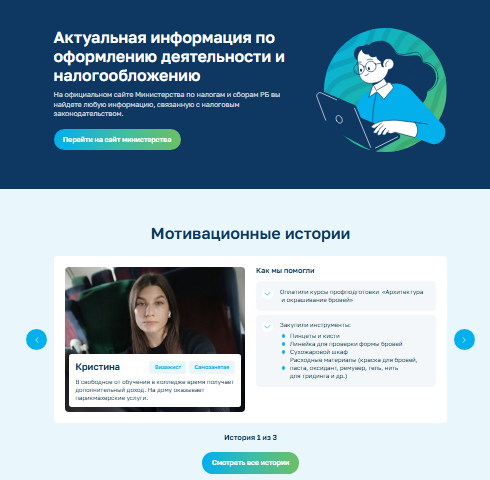 Актуальная информация по
оформлению деятельности и
налогообложению
На официальном сайте Министерства по налогам и сборам РБ вы
найдете любую информацию, связанную с налоговым
законодательством.
Перейти на сайт министерства
Мотивационные истории
Кристина
Визажист
Самозанятая
В свободное от обучения в колледже время получает
дополнительный доход. На дому оказывает
парикмахерские услуги.
Как мы помогли
Оплатили курсы профподготовки «Архитектура
и окрашивание бровей»
Закупили инструменты:
Пинцеты и кисти
Линейка для проверки формы бровей
Сухожаровой шкаф
Расходные материалы (краска для бровей,
паста, оксидант, ремувер, гель, нить
для тридинга и др.)
История 1 из 3
Смотреть все истории